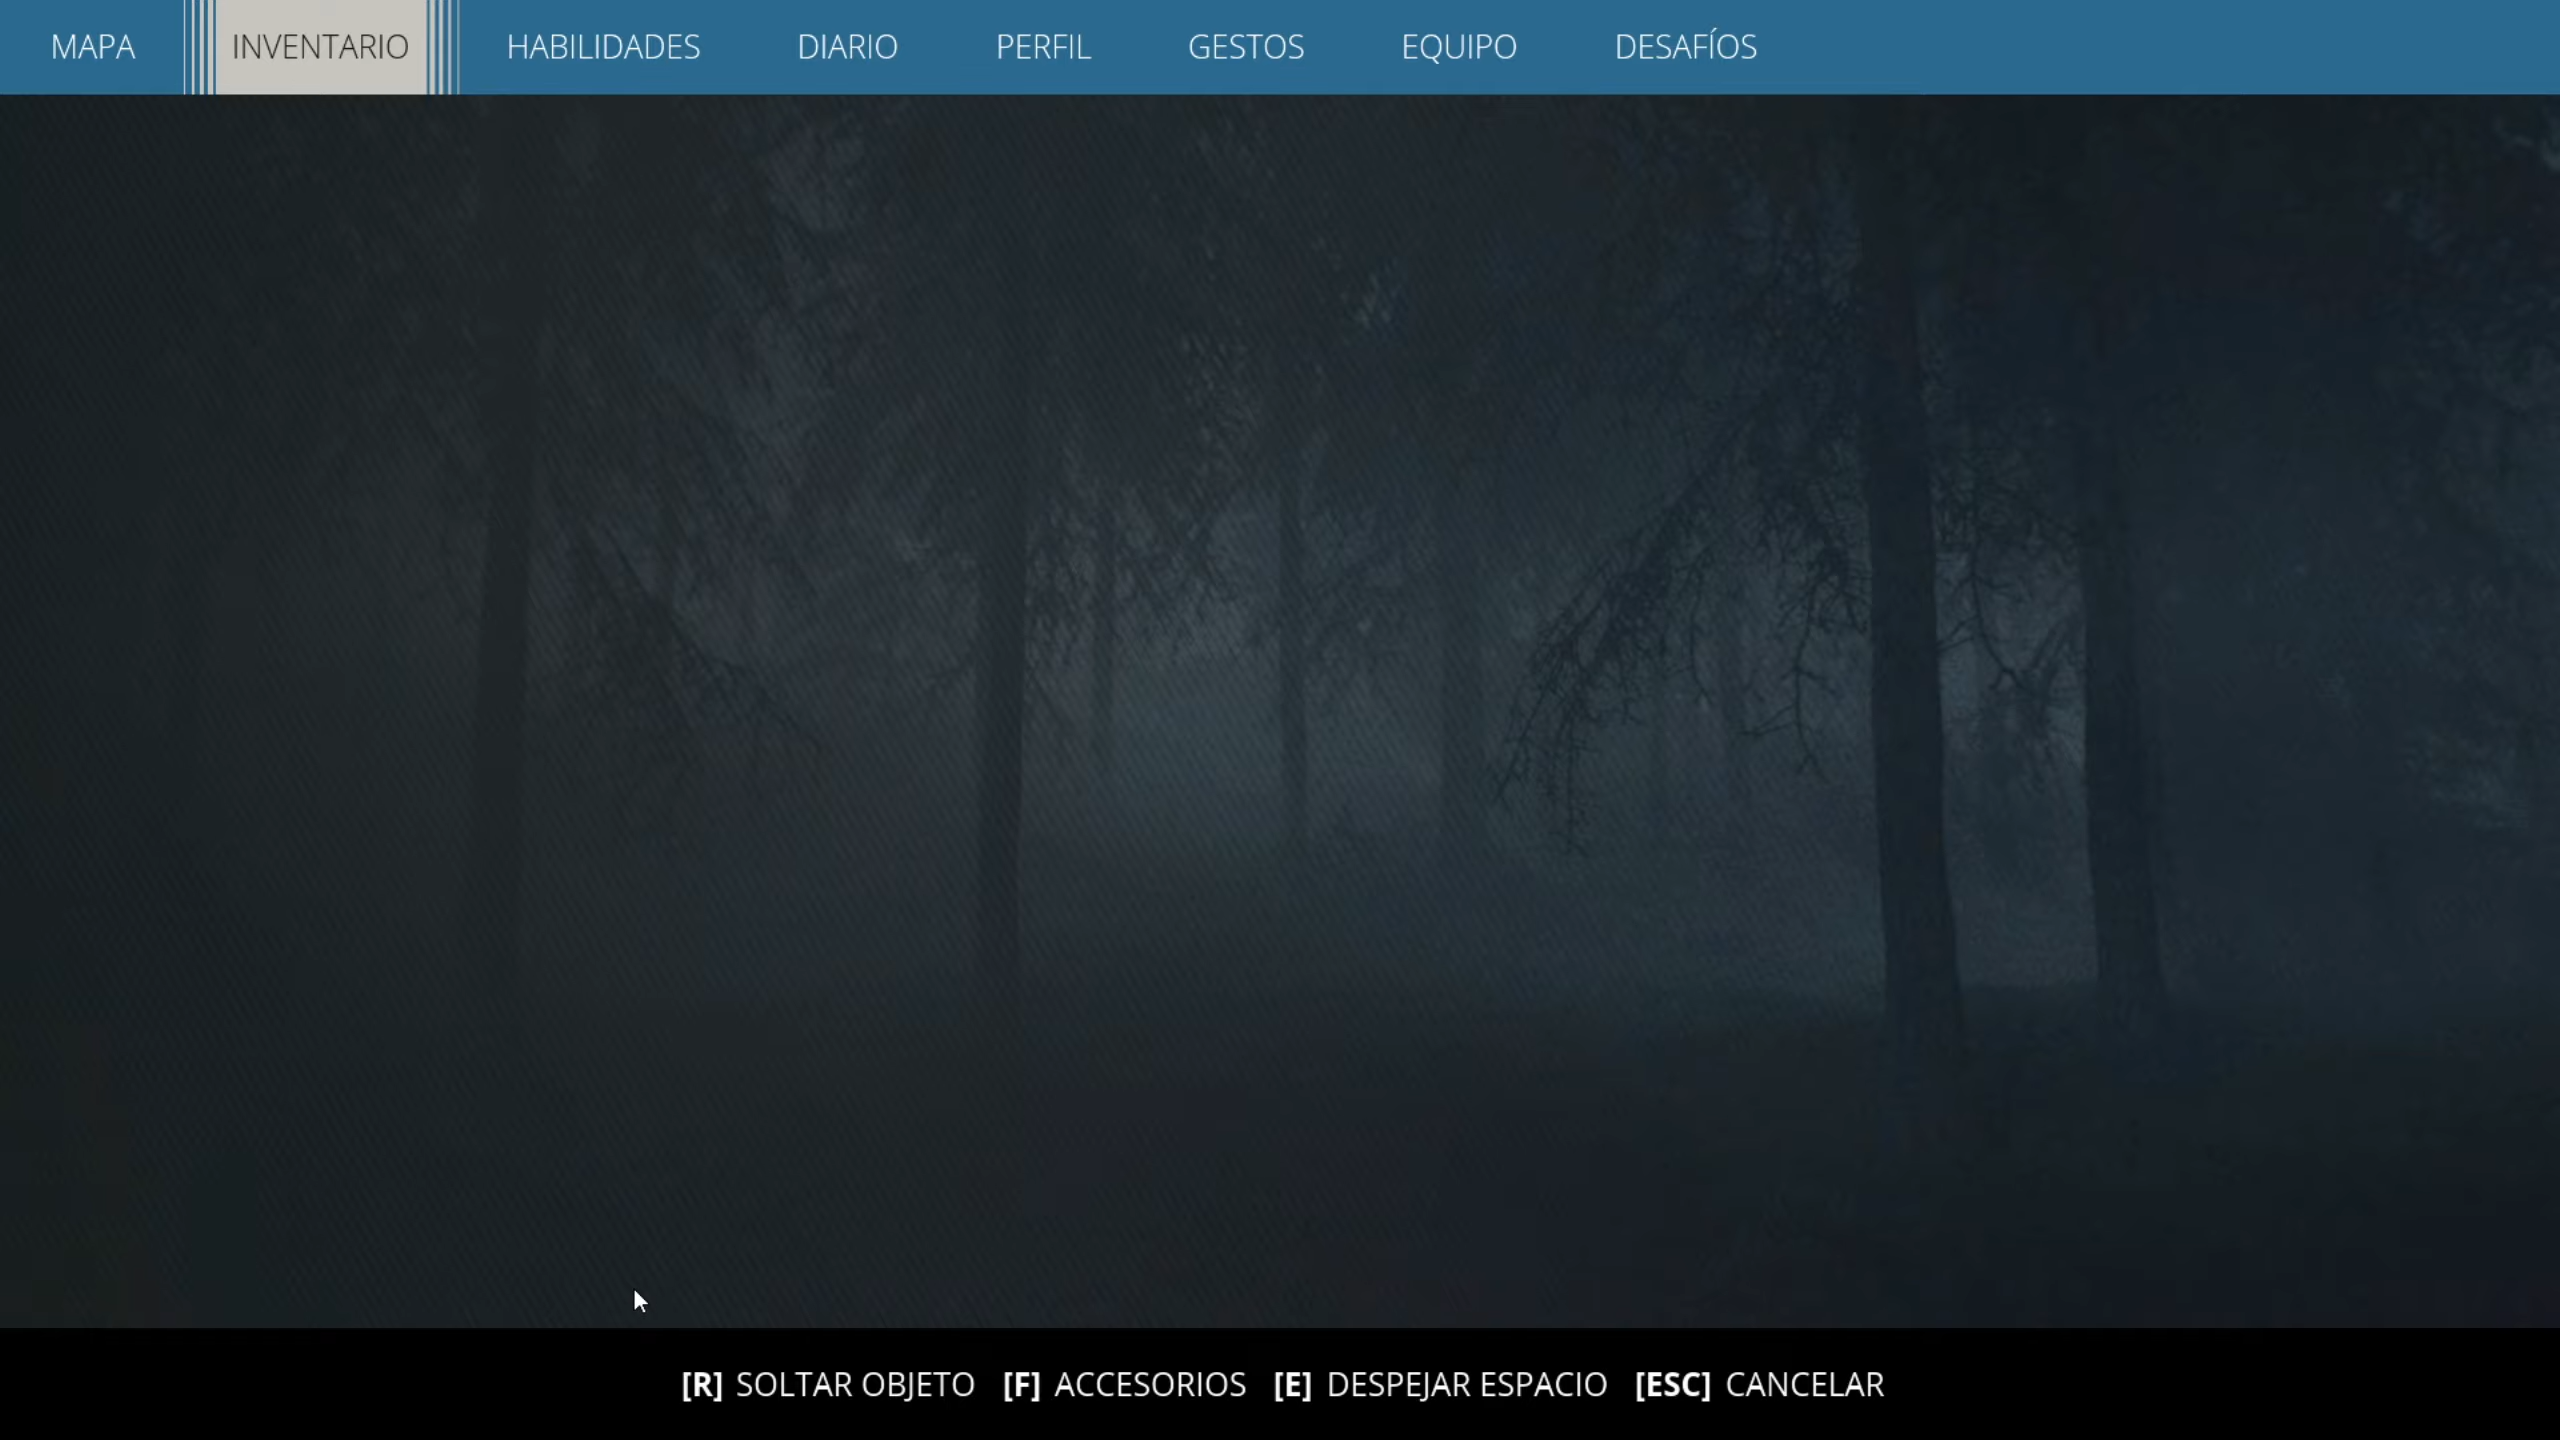 MAPA INVENTARIO HABILIDADES DIARIO PERFIL GESTOS EQUIPO DESAFÍOS
[R] SOLTAR OBJETO [F] ACCESORIOS [E] DESPEJAR ESPACIO [ESC] CANCELAR